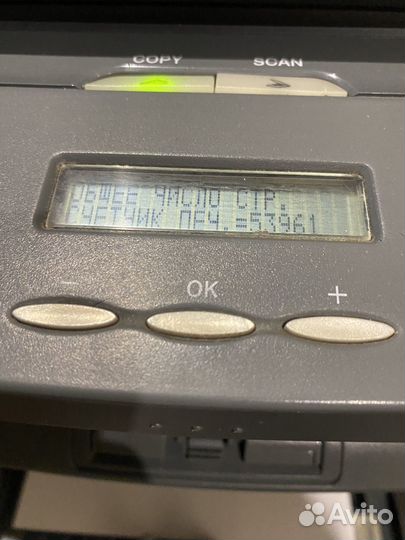 COPY SCAN
ОБЩЕЕ ЧИСЛО СТР.
СЧЕТЧИК ПЕЧ.=53961
- OK +
Avito